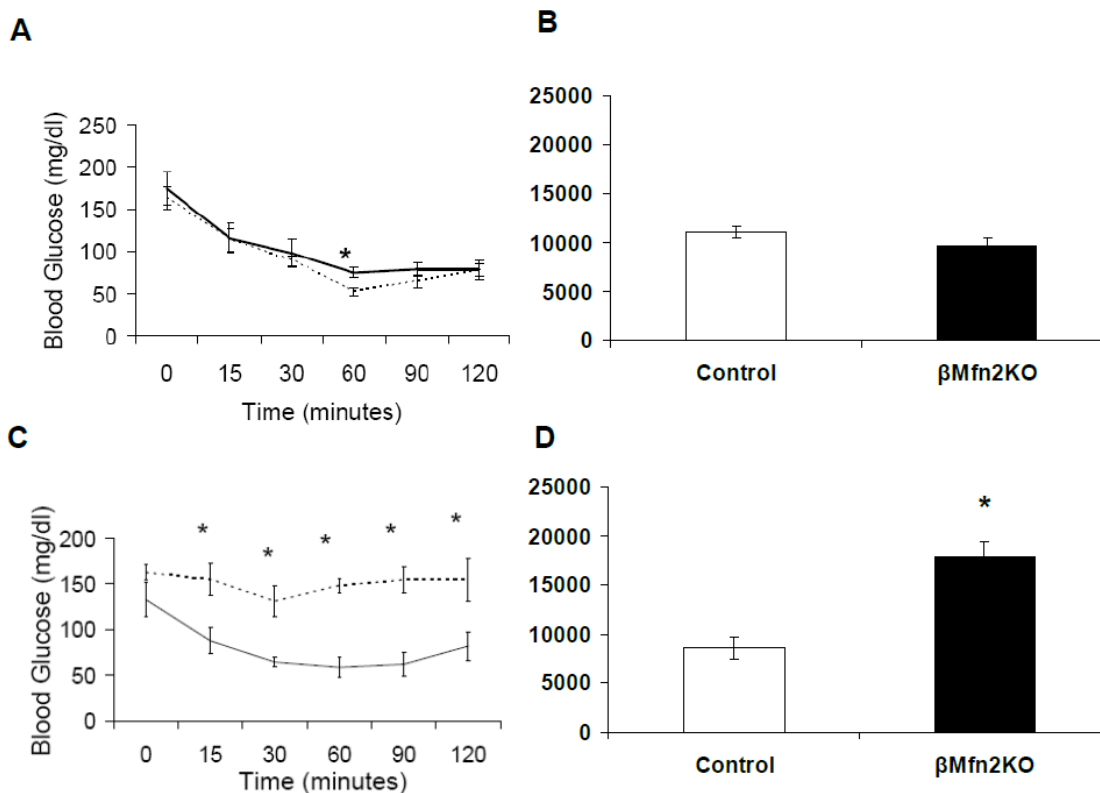 A
Blood Glucose (mg/dl)
250
200
150
100
50
0
*
0 15 30 60 90 120
Time (minutes)
B
25000
20000
15000
10000
5000
0
Control βMfn2KO
C
Blood Glucose (mg/dl)
200
150
100
50
0
* * * * *
0 15 30 60 90 120
Time (minutes)
D
25000
20000
15000
10000
5000
0
*
Control βMfn2KO